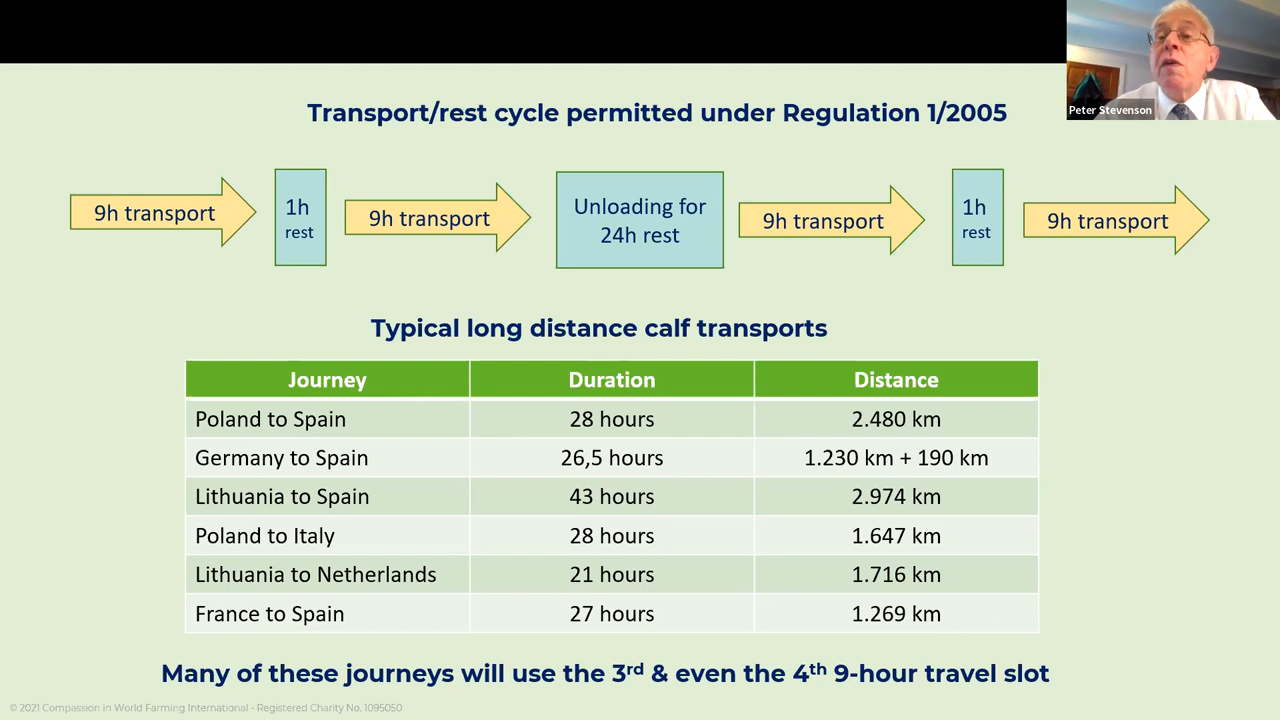 Peter Stevenson
Transport/rest cycle permitted under Regulation 1/2005
9h transport
1h
rest
9h transport
Unloading for
24h rest
9h transport
1h
rest
9h transport
Typical long distance calf transports
Journey Duration Distance
Poland to Spain 28 hours 2.480 km
Germany to Spain 26,5 hours 1.230 km + 190 km
Lithuania to Spain 43 hours 2.974 km
Poland to Italy 28 hours 1.647 km
Lithuania to Netherlands 21 hours 1.716 km
France to Spain 27 hours 1.269 km
Many of these journeys will use the 3rd & even the 4th 9-hour travel slot
© 2021 Compassion in World Farming International - Registered Charity No. 1095050